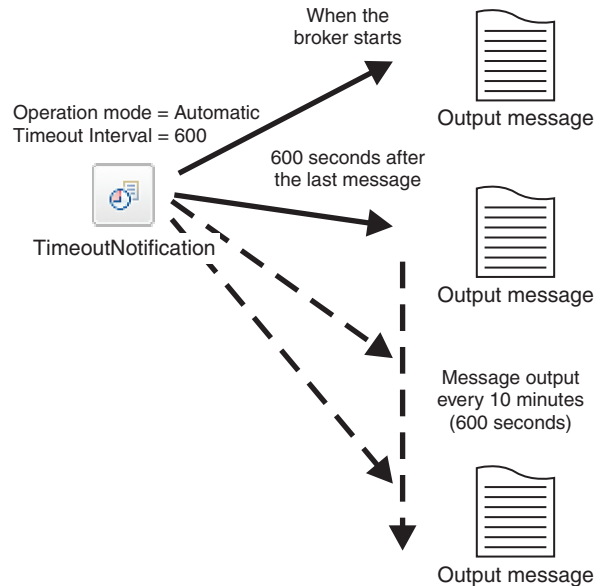 When the
broker starts
Output message
Operation mode = Automatic
Timeout Interval = 600
600 seconds after
the last message
TimeoutNotification
Output message
Message output
every 10 minutes
(600 seconds)
Output message